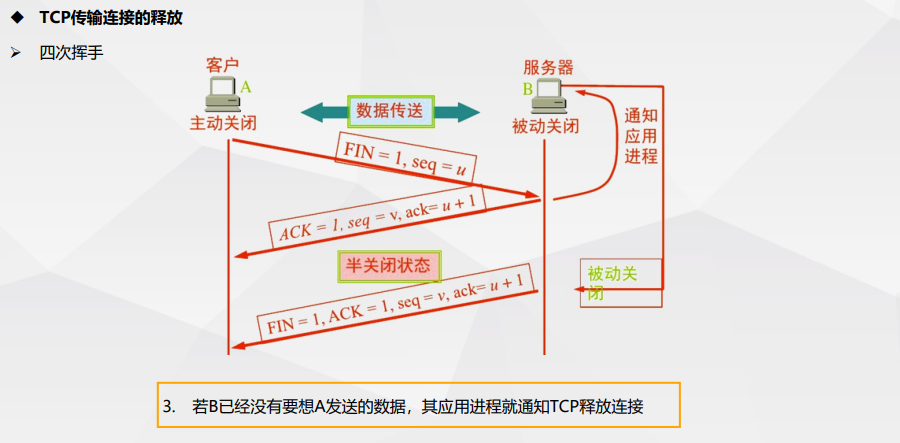 ◆ TCP传输连接的释放
➢ 四次挥手
客户
A
主动关闭
数据传送
服务器
B
被动关闭
通知
应用
进程
FIN = 1, seq = u
ACK = 1, seq = v, ack= u + 1
半关闭状态
被动关
闭
FIN = 1, ACK = 1, seq = v, ack= u + 1
3. 若B已经没有要想A发送的数据，其应用进程就通知TCP释放连接